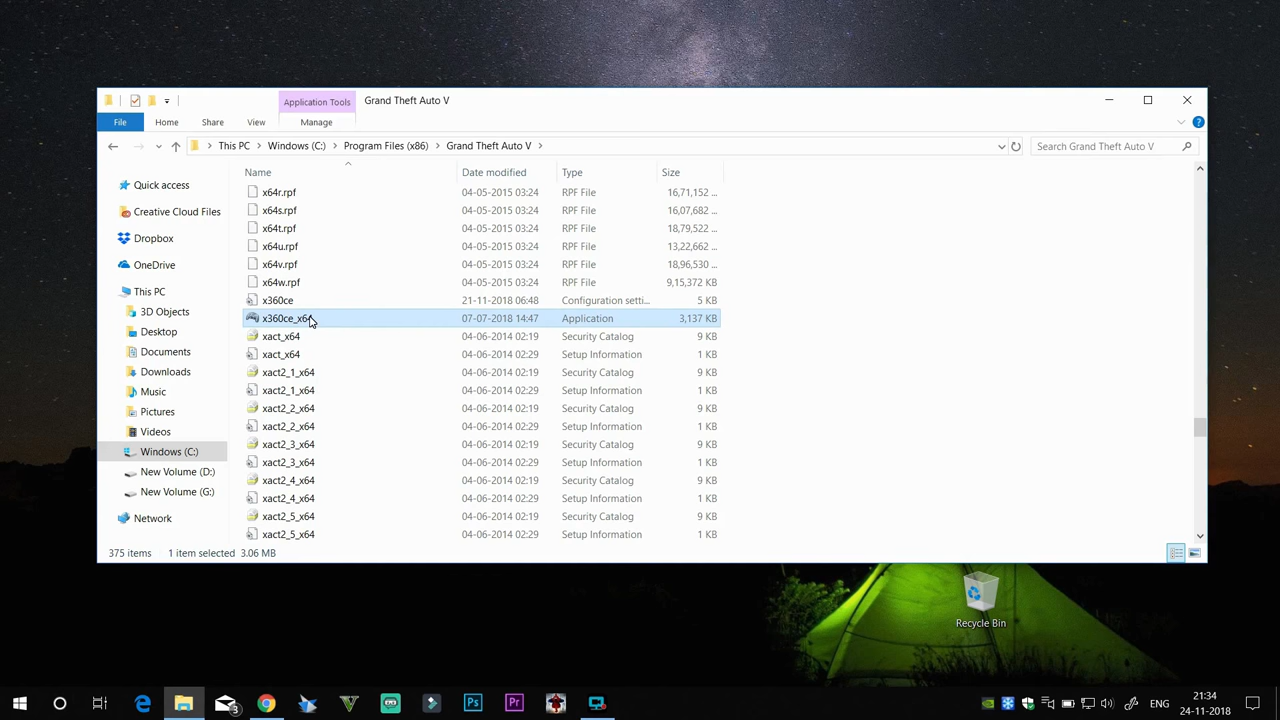 Application Tools
Grand Theft Auto V
File
Home
Share
View
Manage
This PC
Windows (C:)
Program Files (x86)
Grand Theft Auto V
Search Grand Theft Auto V
Name
Date modified
Type
Size
x64r.rpf 04-05-2015 03:24 RPF File 16,71,152 ...
x64s.rpf 04-05-2015 03:24 RPF File 16,07,682 ...
x64t.rpf 04-05-2015 03:24 RPF File 18,79,522 ...
x64u.rpf 04-05-2015 03:24 RPF File 13,22,662 ...
x64v.rpf 04-05-2015 03:24 RPF File 18,96,530 ...
x64w.rpf 04-05-2015 03:24 RPF File 9,15,372 KB
x360ce 21-11-2018 06:48 Configuration setti... 5 KB
x360ce_x64 07-07-2018 14:47 Application 3,137 KB
xact_x64 04-06-2014 02:19 Security Catalog 9 KB
xact_x64 04-06-2014 02:29 Setup Information 1 KB
xact2_1_x64 04-06-2014 02:19 Security Catalog 9 KB
xact2_1_x64 04-06-2014 02:29 Setup Information 1 KB
xact2_2_x64 04-06-2014 02:19 Security Catalog 9 KB
xact2_2_x64 04-06-2014 02:29 Setup Information 1 KB
xact2_3_x64 04-06-2014 02:19 Security Catalog 9 KB
xact2_3_x64 04-06-2014 02:29 Setup Information 1 KB
xact2_4_x64 04-06-2014 02:19 Security Catalog 9 KB
xact2_4_x64 04-06-2014 02:29 Setup Information 1 KB
xact2_5_x64 04-06-2014 02:19 Security Catalog 9 KB
xact2_5_x64 04-06-2014 02:29 Setup Information 1 KB
Quick access
Creative Cloud Files
Dropbox
OneDrive
This PC
3D Objects
Desktop
Documents
Downloads
Music
Pictures
Videos
Windows (C:)
New Volume (D:)
New Volume (G:)
Network
375 items 1 item selected 3.06 MB
Recycle Bin
3
Ps
Pr
ENG
21:34
24-11-2018